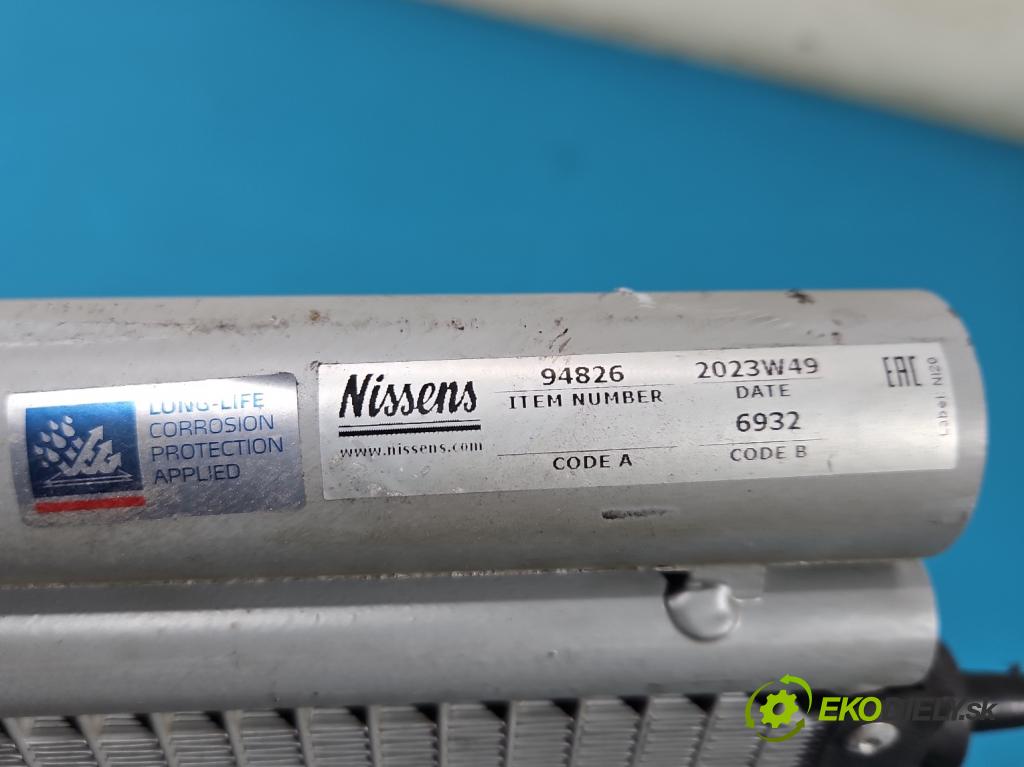 LONG-LIFE
CORROSION
PROTECTION
APPLIED
Nissens
www.nissens.com
94826
ITEM NUMBER
CODE A
2023W49
DATE
6932
CODE B
EAC
Label NI20
EKODIELY.SK